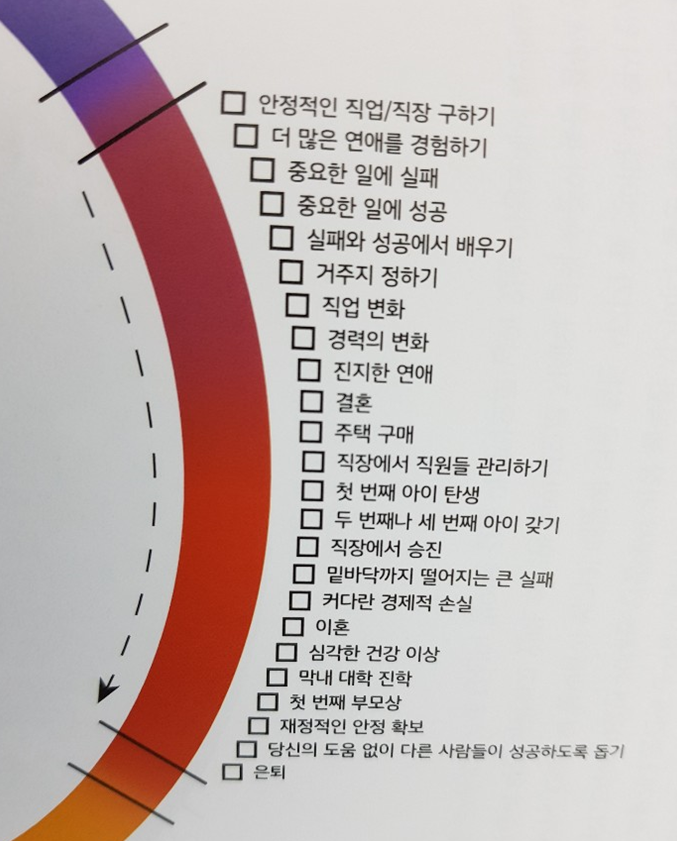 안정적인 직업/직장 구하기
더 많은 연애를 경험하기
중요한 일에 실패
중요한 일에 성공
실패와 성공에서 배우기
거주지 정하기
직업 변화
경력의 변화
진지한 연애
결혼
주택 구매
직장에서 직원들 관리하기
첫 번째 아이 탄생
두 번째나 세 번째 아이 갖기
직장에서 승진
밑바닥까지 떨어지는 큰 실패
커다란 경제적 손실
이혼
심각한 건강 이상
막내 대학 진학
첫 번째 부모상
재정적인 안정 확보
당신의 도움 없이 다른 사람들이 성공하도록 돕기
은퇴